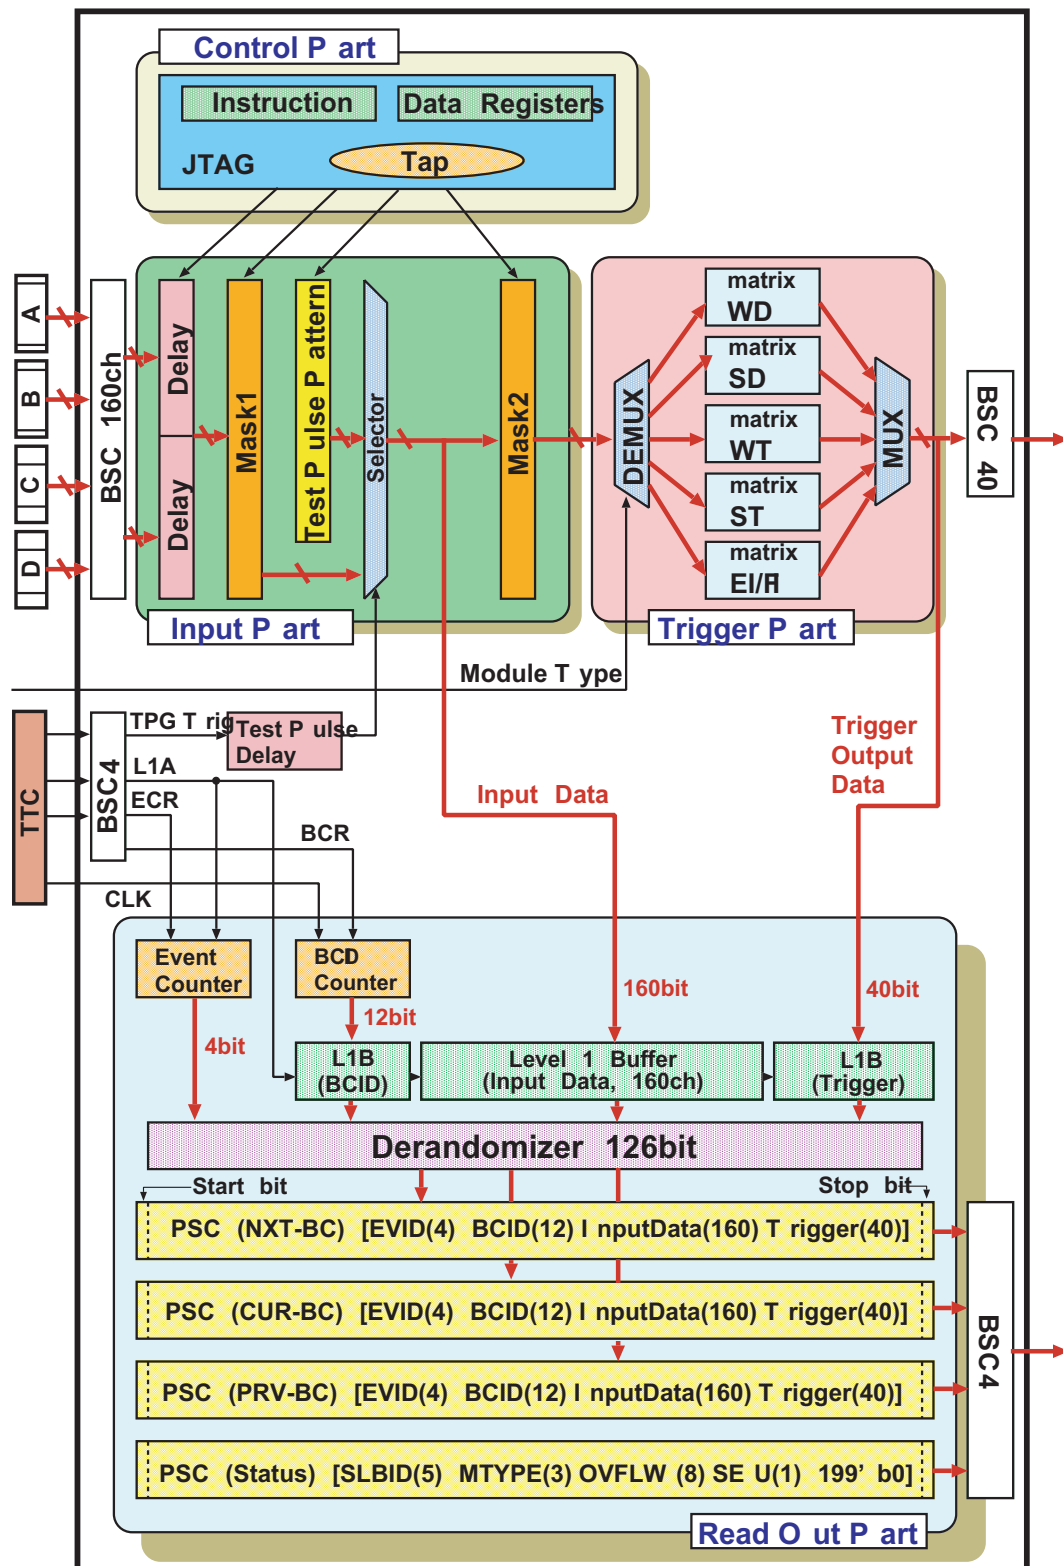 Control P art
Instruction
Data Registers
JTAG
Tap
A
B
C
D
BSC 160ch
Delay
Delay
Mask1
Test P ulse P attern
Selector
Mask2
Input P art
DEMUX
matrix
WD
matrix
SD
matrix
WT
matrix
ST
matrix
EI/FI
MUX
Trigger P art
BSC 40
Module T ype
TTC
BSC4
TPG T rig
L1A
ECR
BCR
CLK
Test P ulse
Delay
Input Data
Trigger
Output
Data
Event
Counter
BCID
Counter
4bit
12bit
160bit
40bit
L1B
(BCID)
Level 1 Buffer
(Input Data, 160ch)
L1B
(Trigger)
Derandomizer 126bit
Start bit
Stop bit
PSC (NXT-BC) [EVID(4) BCID(12) I nputData(160) T rigger(40)]
PSC (CUR-BC) [EVID(4) BCID(12) I nputData(160) T rigger(40)]
PSC (PRV-BC) [EVID(4) BCID(12) I nputData(160) T rigger(40)]
PSC (Status) [SLBID(5) MTYPE(3) OVFLW (8) SE U(1) 199' b0]
BSC4
Read O ut P art